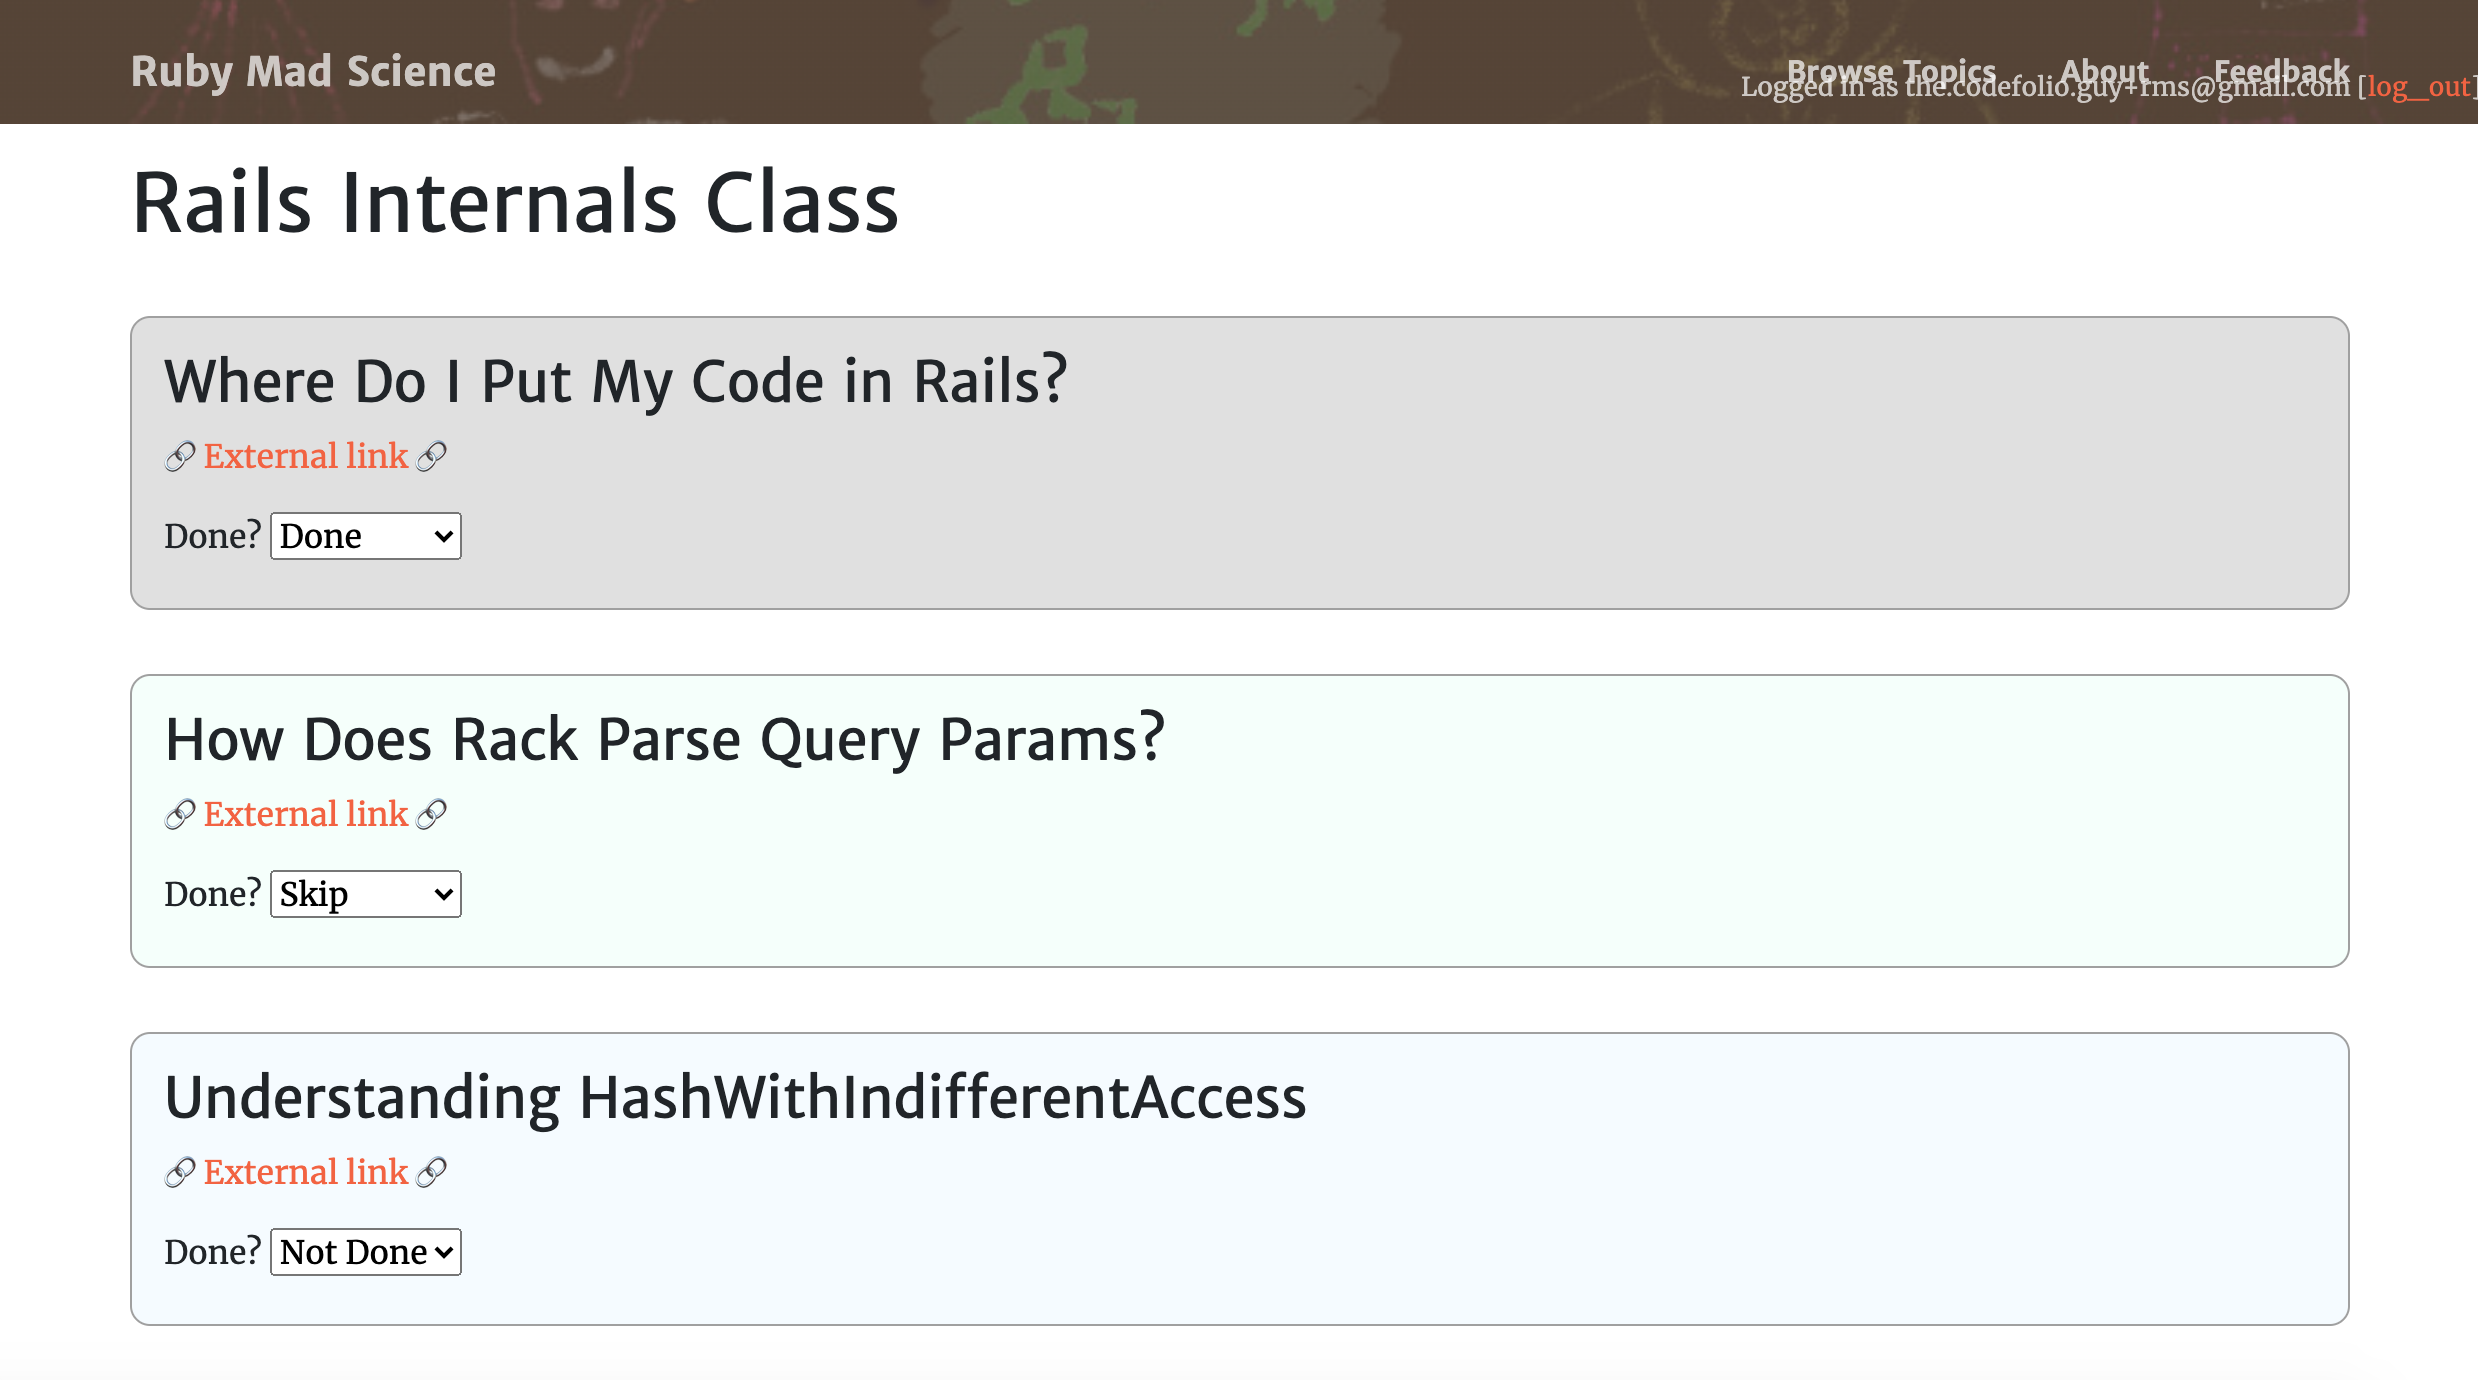 Ruby Mad Science
Browse Topics About Feedback
Logged in as the.codefolio.guy+rms@gmail.com [log_out]
Rails Internals Class
Where Do I Put My Code in Rails?
External link
Done? Done
How Does Rack Parse Query Params?
External link
Done? Skip
Understanding HashWithIndifferentAccess
External link
Done? Not Done